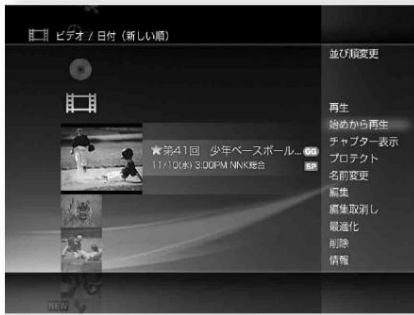 ビデオ / 日付（新しい順）
★第41回 少年ベースボール... GG
11/10(水) 3:00PM NNK総合 SP
NEW
並び順変更
再生
始めから再生
チャプター表示
プロテクト
名前変更
編集
編集取消し
最適化
削除
情報